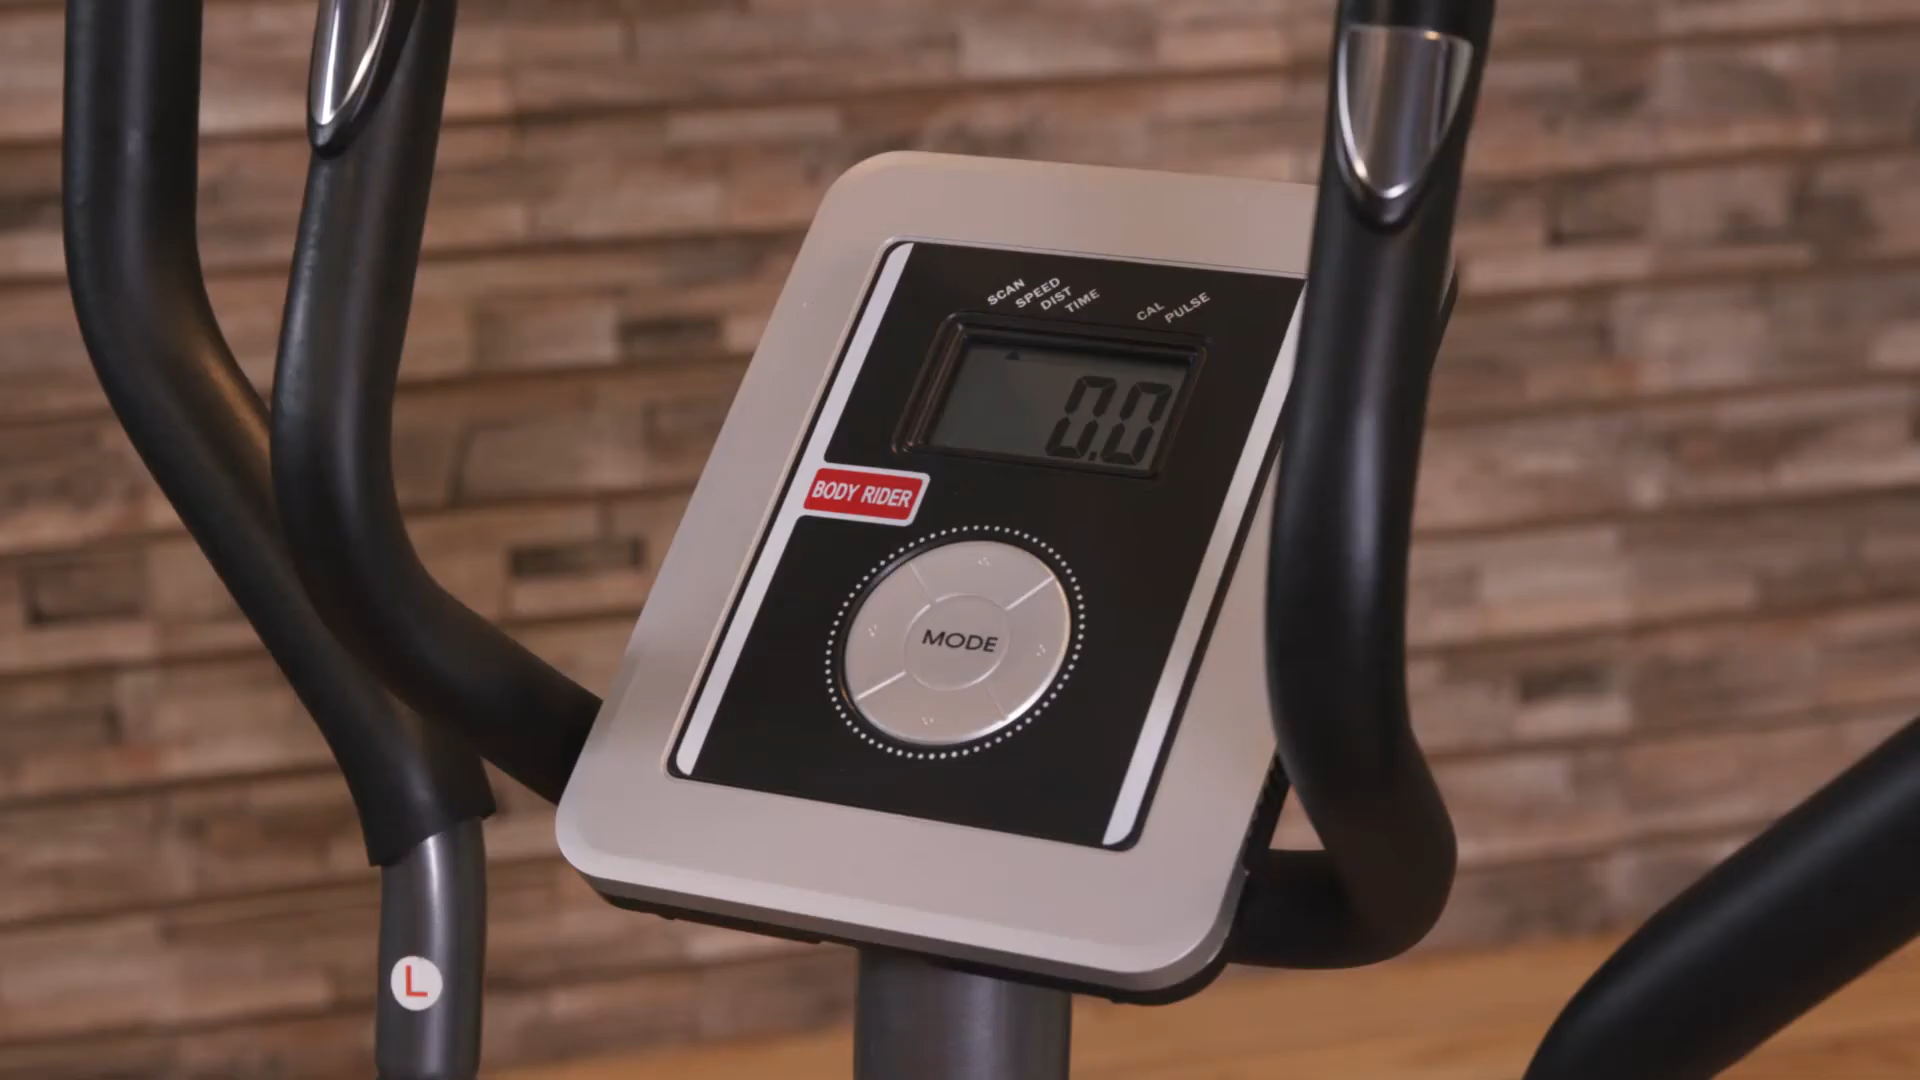 SCAN
SPEED
DIST
TIME
CAL
PULSE
0.0
BODY RIDER
MODE
L